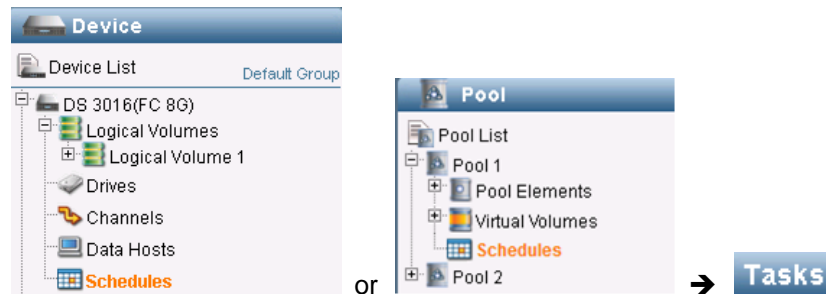 Device
Device List Default Group
DS 3016(FC 8G)
Logical Volumes
Logical Volume 1
Drives
Channels
Data Hosts
Schedules
or
Pool
Pool List
Pool 1
Pool Elements
Virtual Volumes
Schedules
Pool 2
➔ Tasks